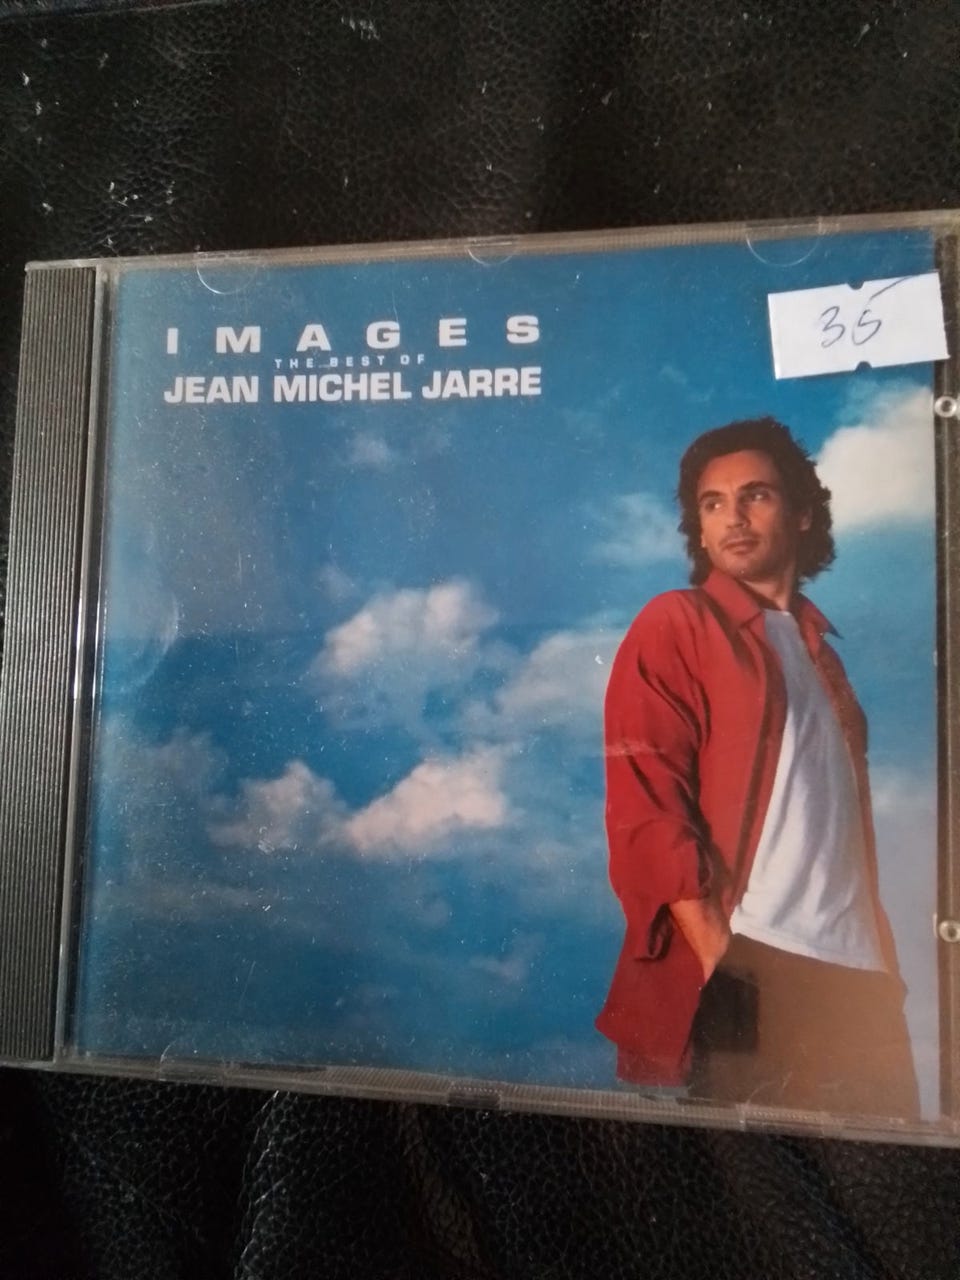 IMAGES
THE BEST OF
JEAN MICHEL JARRE
35